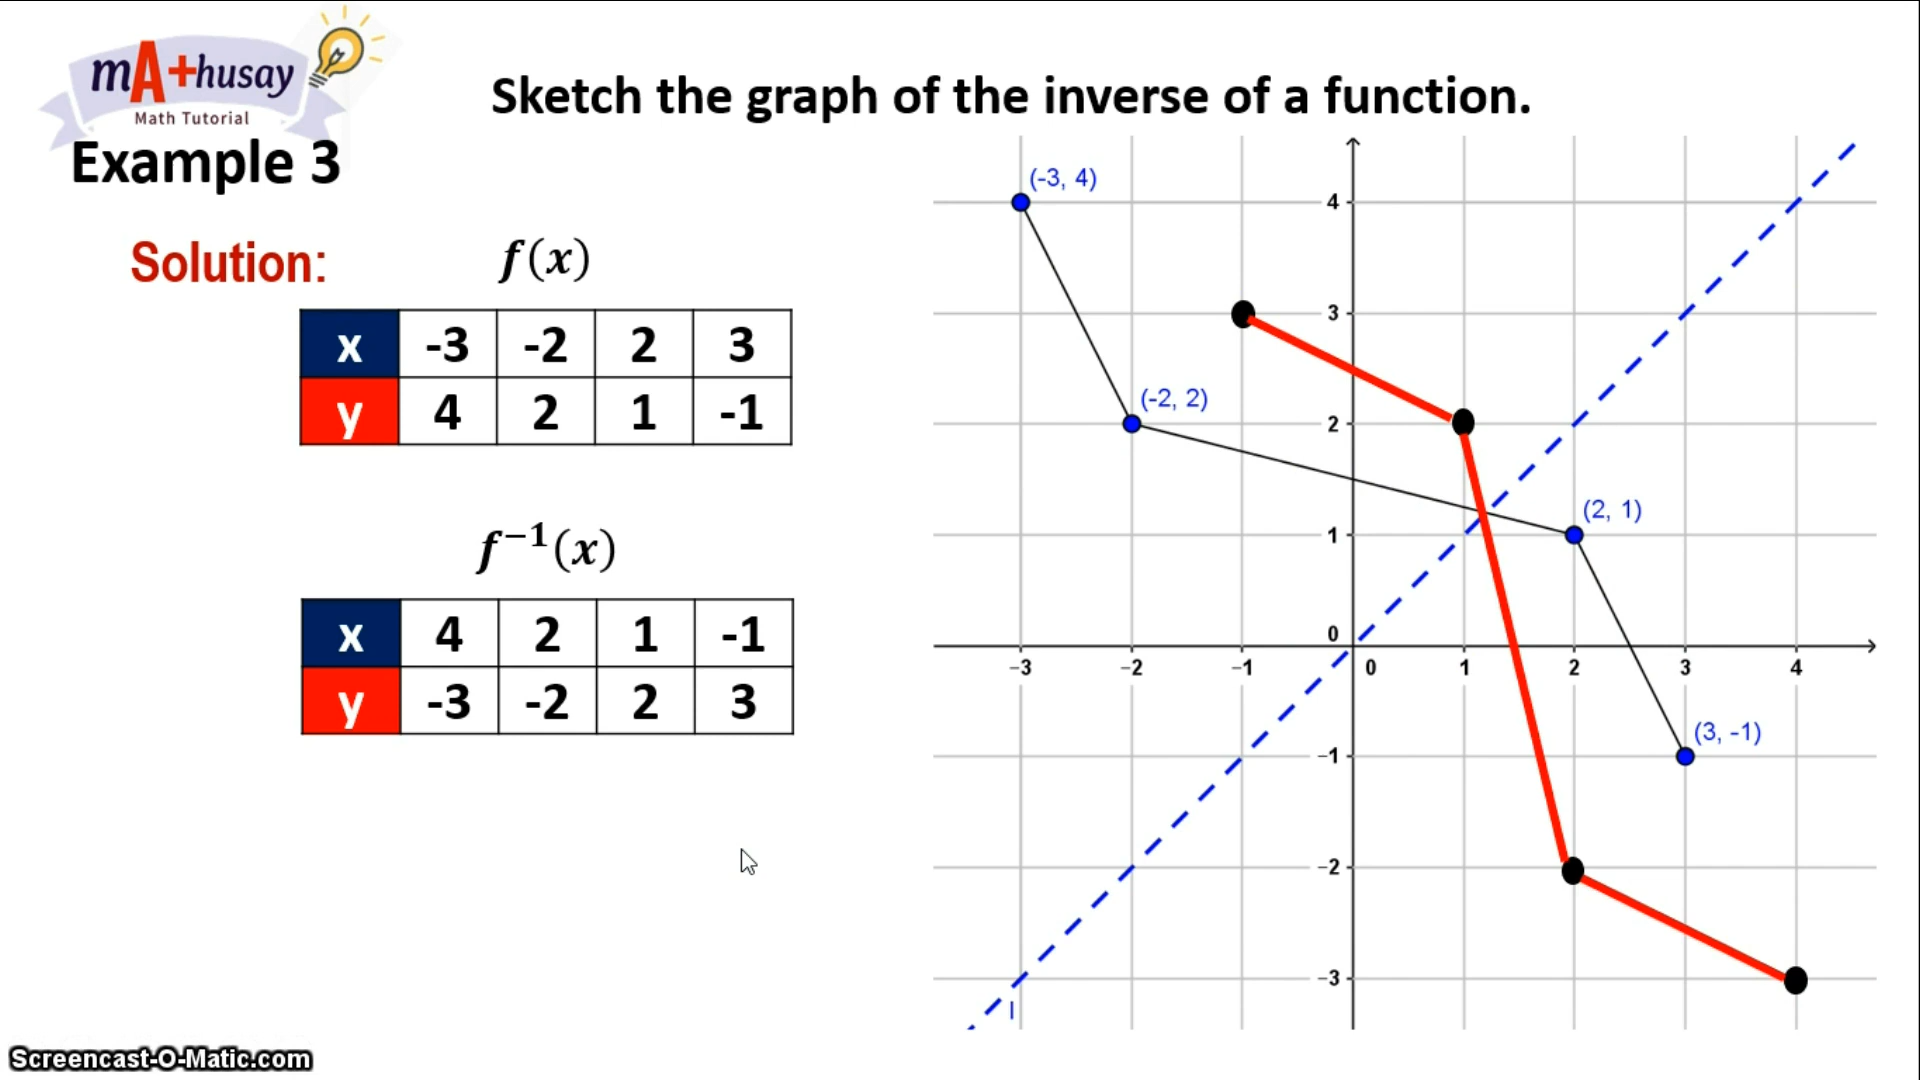 mA+husay
Math Tutorial
Sketch the graph of the inverse of a function.
Example 3
Solution:
f(x)
x -3 -2 2 3
y 4 2 1 -1
f⁻¹(x)
x 4 2 1 -1
y -3 -2 2 3
(-3, 4)
4
3
(-2, 2)
2
(2, 1)
1
0
−3 −2 −1 0 1 2 3 4
(3, -1)
−1
−2
−3
l
Screencast-O-Matic.com